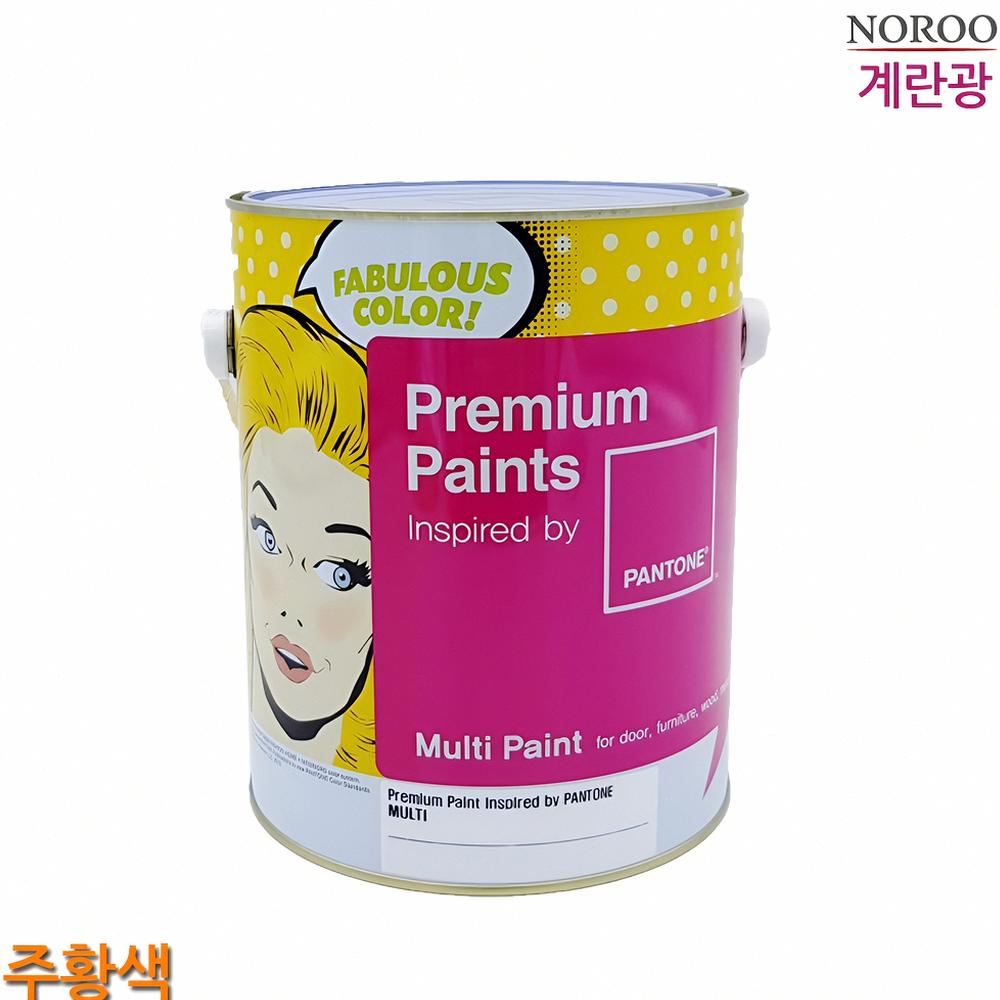 NOROO
계란광
FABULOUS
COLOR!
Premium
Paints
Inspired by
PANTONE®
Multi Paint for door, furniture, wood,
Premium Paint Inspired by PANTONE
MULTI
주황색